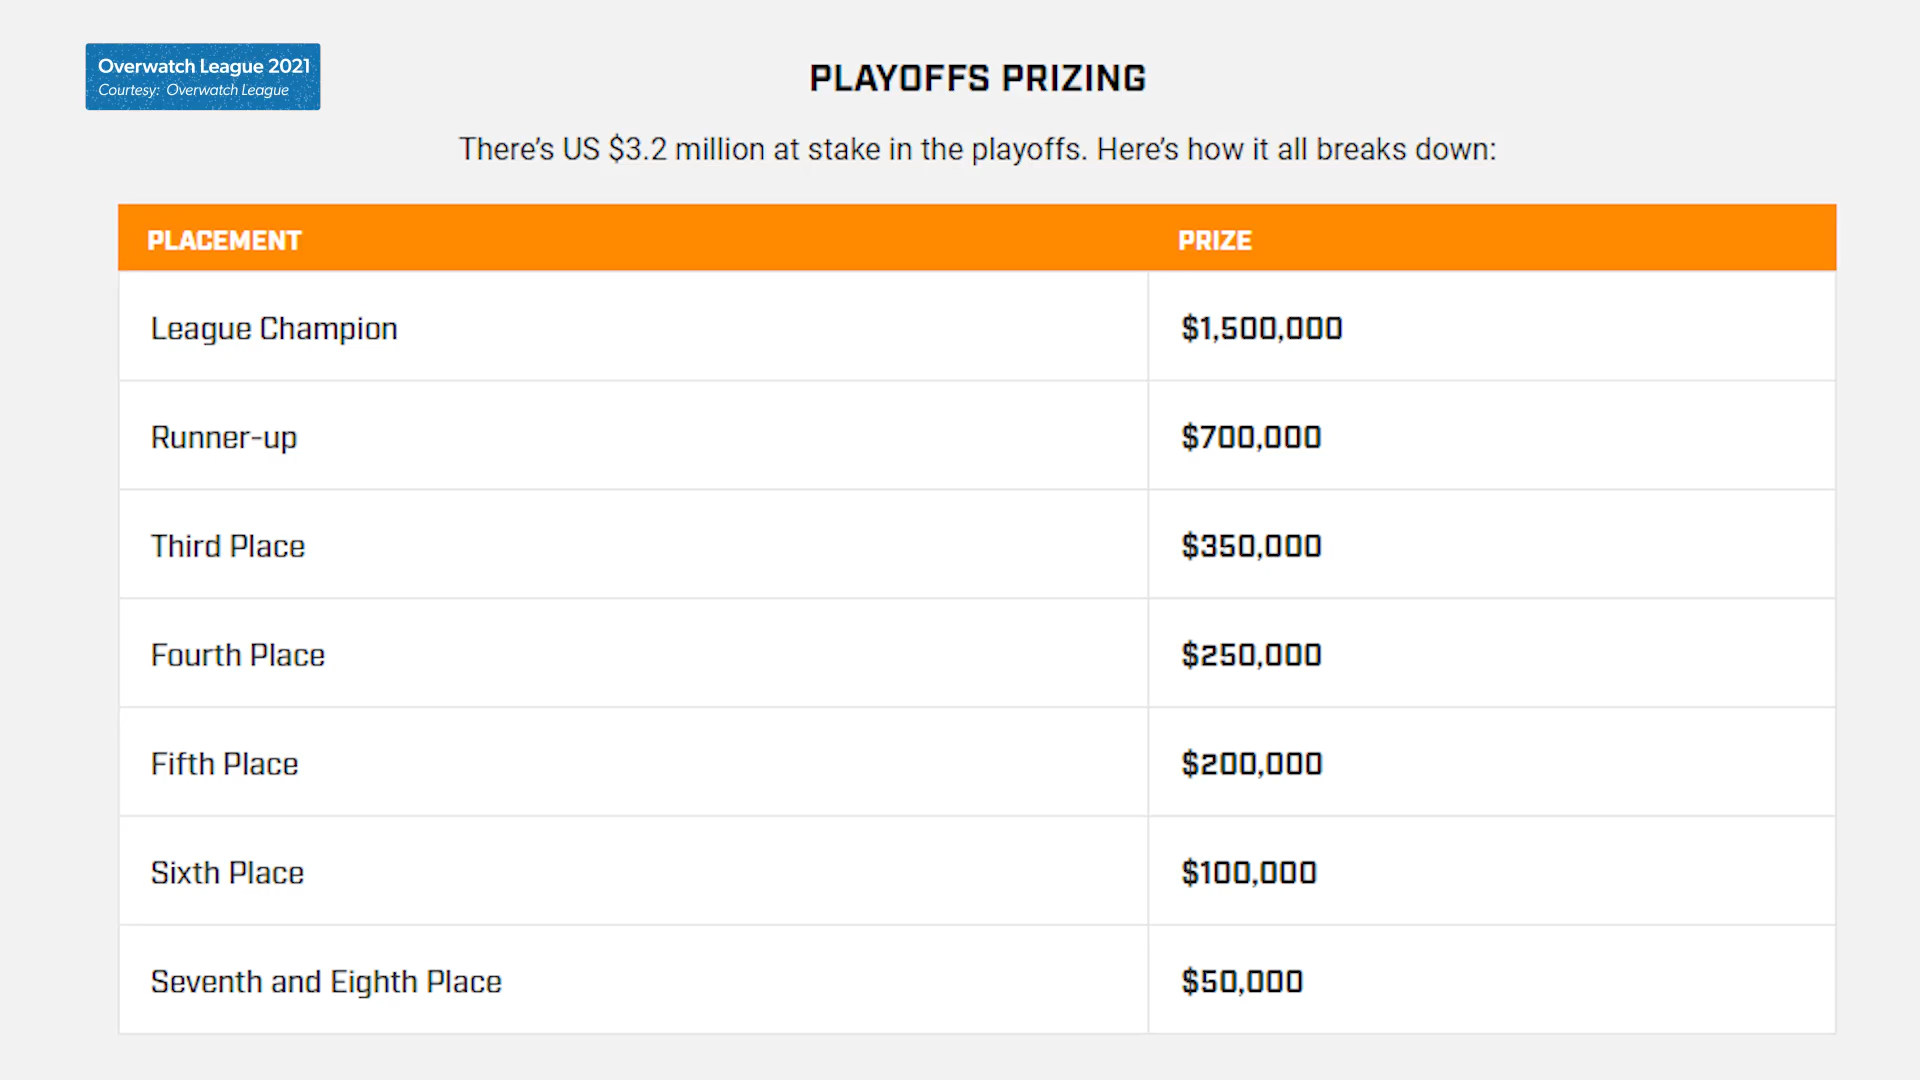 Overwatch League 2021
Courtesy: Overwatch League
PLAYOFFS PRIZING
There's US $3.2 million at stake in the playoffs. Here's how it all breaks down:
PLACEMENT PRIZE
League Champion $1,500,000
Runner-up $700,000
Third Place $350,000
Fourth Place $250,000
Fifth Place $200,000
Sixth Place $100,000
Seventh and Eighth Place $50,000